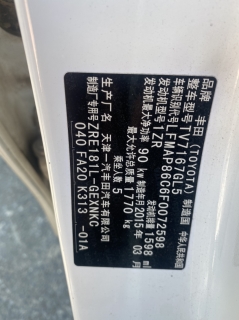 品牌 丰田 (TOYOTA) 制造国 中华人民共和国
整车型号 TV7167GL5
车辆识别代号 LFMAP86C6F0072598
发动机型号 1ZR 发动机排量 1598 ml
发动机最大净功率 90 kw 制造年月 2015 年 03 月
最大允许总质量 1770 kg
乘坐人数 5
生产厂名 天津一汽丰田汽车有限公司
制造专用号 ZRE181L-GEXNKC
040 FA20 K313 -01A